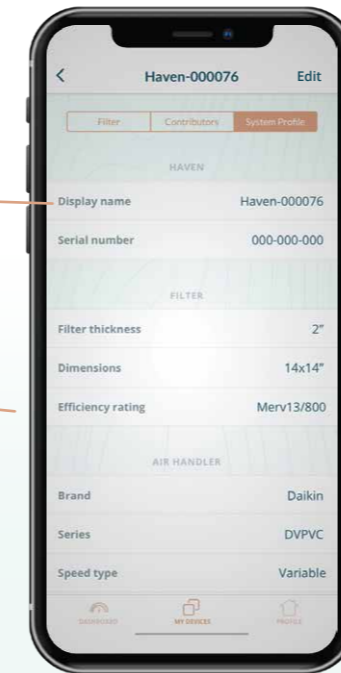 Haven-000076 Edit
Filter Contributors System Profile
HAVEN
Display name Haven-000076
Serial number 000-000-000
FILTER
Filter thickness 2"
Dimensions 14x14"
Efficiency rating Merv13/800
AIR HANDLER
Brand Daikin
Series DVPVC
Speed type Variable
DASHBOARD MY DEVICES PROFILE